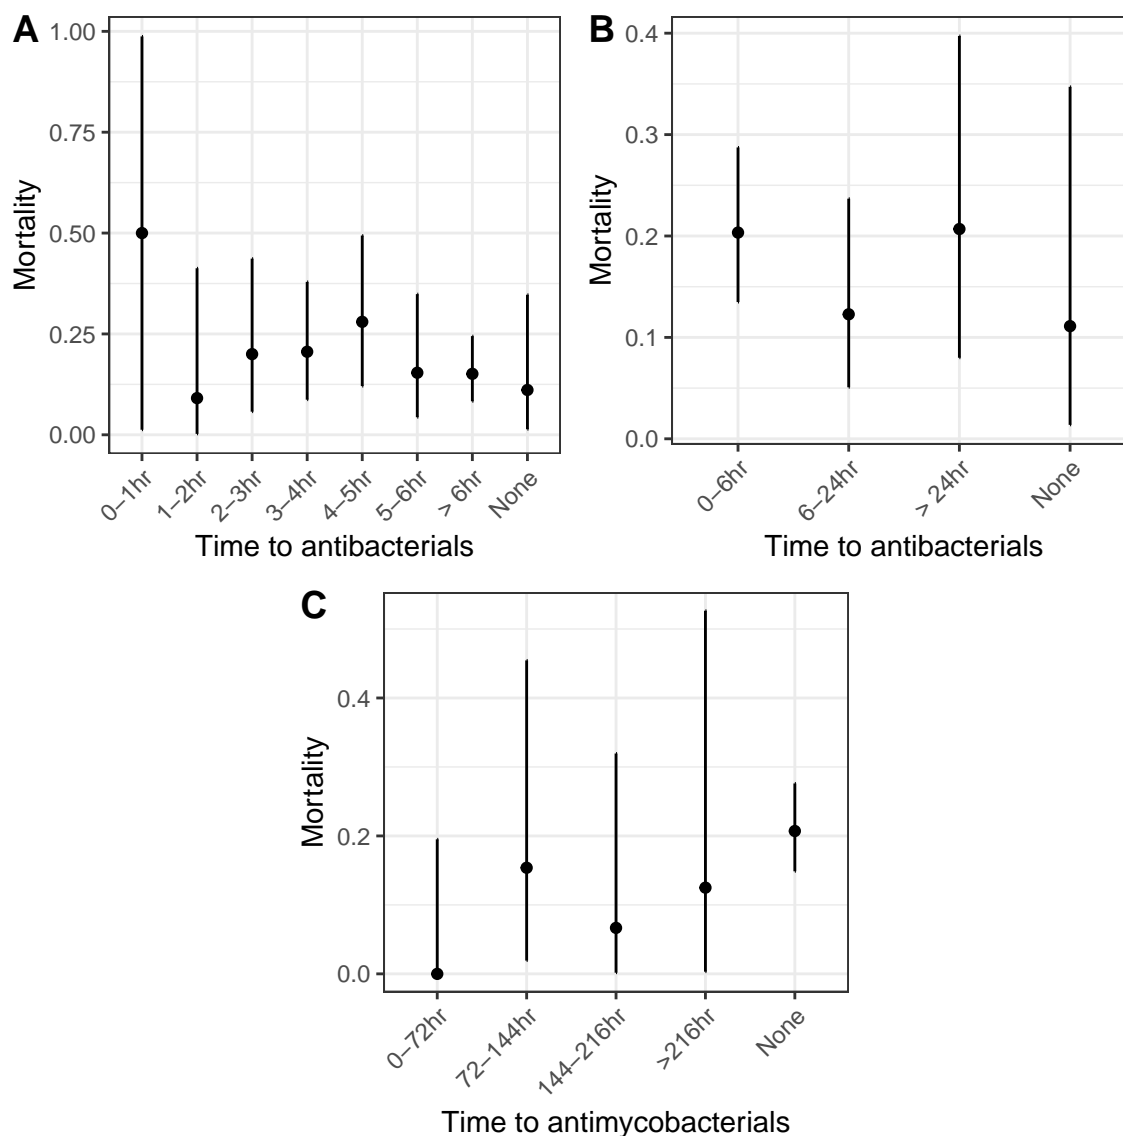 A
Mortality
1.00
0.75
0.50
0.25
0.00
0−1hr
1−2hr
2−3hr
3−4hr
4−5hr
5−6hr
> 6hr
None
Time to antibacterials
B
Mortality
0.4
0.3
0.2
0.1
0.0
0−6hr
6−24hr
> 24hr
None
Time to antibacterials
C
Mortality
0.4
0.2
0.0
0−72hr
72−144hr
144−216hr
>216hr
None
Time to antimycobacterials